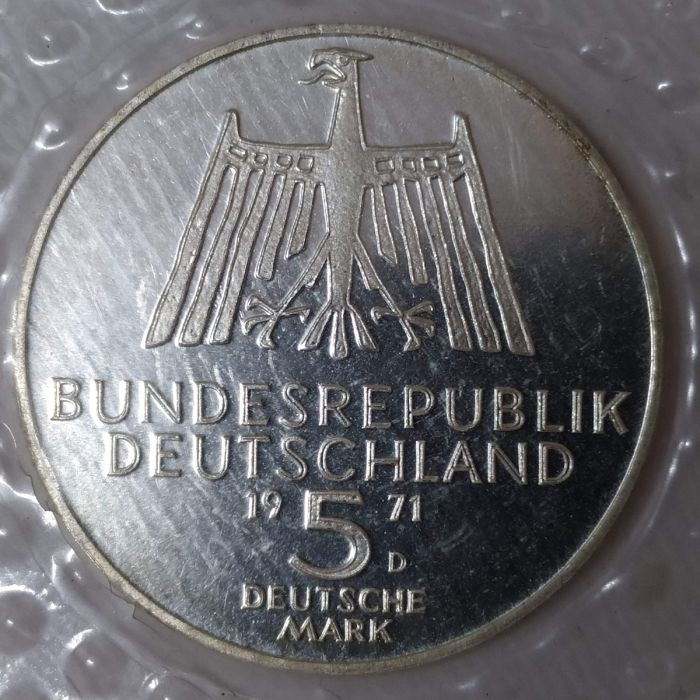 BUNDESREPUBLIK
DEUTSCHLAND
19 5 71
D
DEUTSCHE
MARK